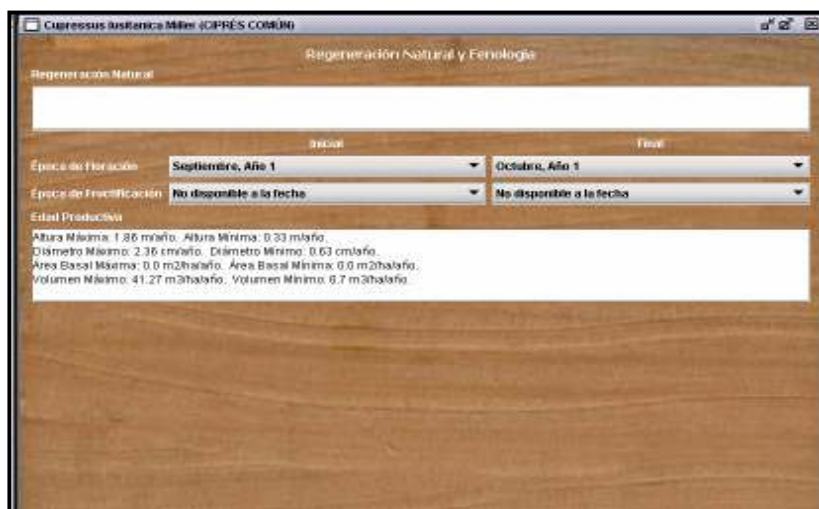 Cupressus lusitanica Miller (CIPRÉS COMÚN)
Regeneración Natural y Fenología
Regeneración Natural
Inicial Final
Época de Floración Septiembre, Año 1 Octubre, Año 1
Época de Fructificación No disponible a la fecha No disponible a la fecha
Edad Productiva
Altura Máxima: 1.86 m/año. Altura Mínima: 0.33 m/año.
Diámetro Máximo: 2.36 cm/año. Diámetro Mínimo: 0.63 cm/año.
Área Basal Máxima: 0.0 m2/ha/año. Área Basal Mínima: 0.0 m2/ha/año.
Volumen Máximo: 41.27 m3/ha/año. Volumen Mínimo: 6.7 m3/ha/año.